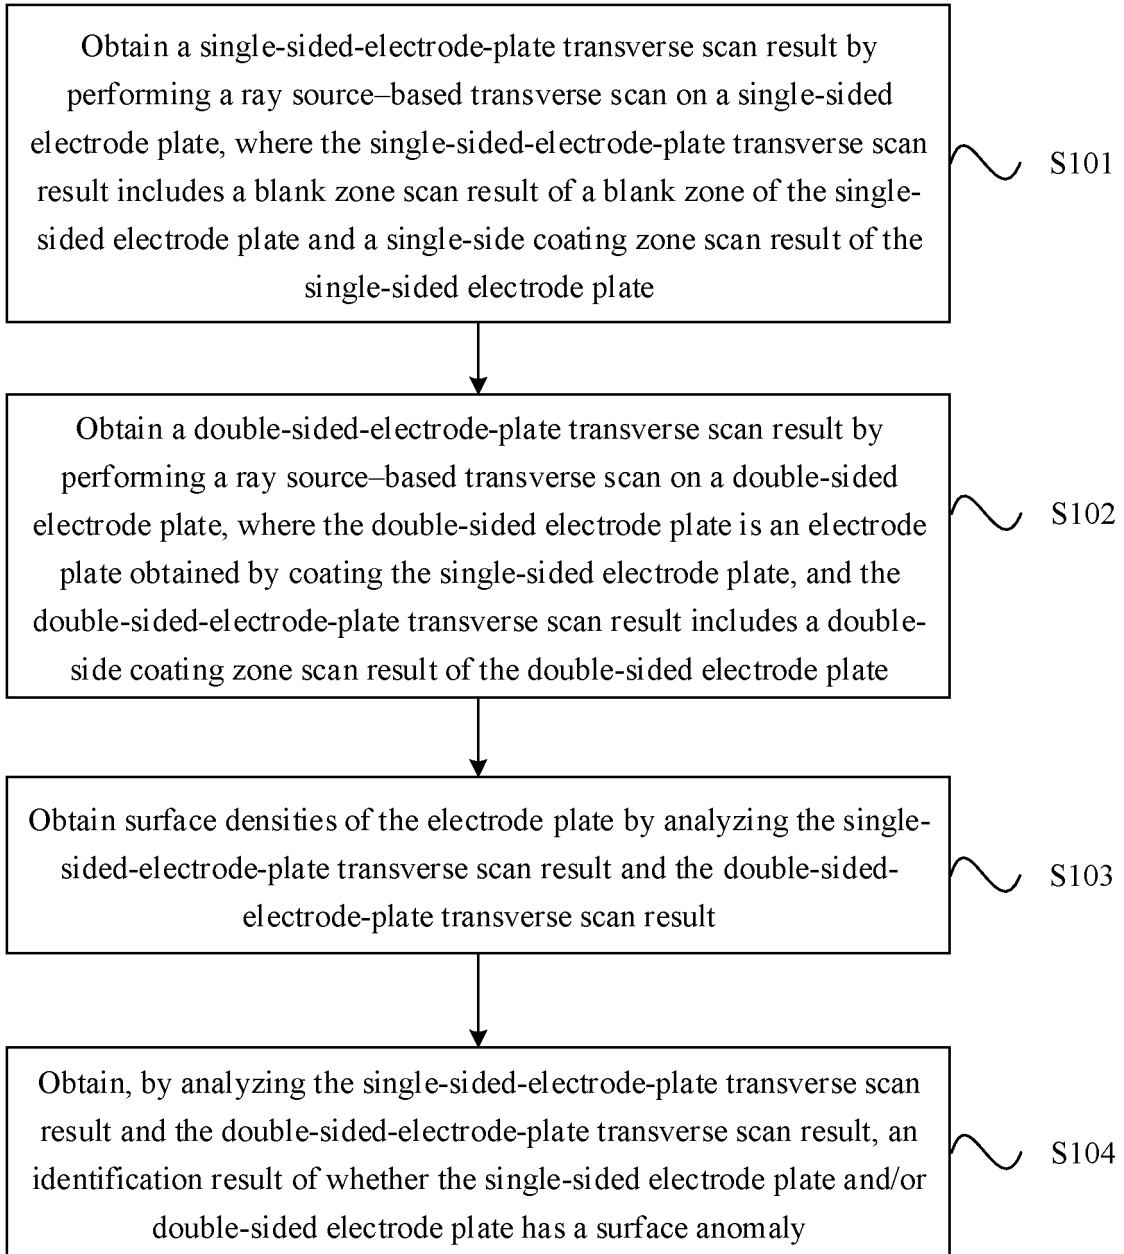 Obtain a single-sided-electrode-plate transverse scan result by
performing a ray source–based transverse scan on a single-sided
electrode plate, where the single-sided-electrode-plate transverse scan
result includes a blank zone scan result of a blank zone of the single-
sided electrode plate and a single-side coating zone scan result of the
single-sided electrode plate
S101
Obtain a double-sided-electrode-plate transverse scan result by
performing a ray source–based transverse scan on a double-sided
electrode plate, where the double-sided electrode plate is an electrode
plate obtained by coating the single-sided electrode plate, and the
double-sided-electrode-plate transverse scan result includes a double-
side coating zone scan result of the double-sided electrode plate
S102
Obtain surface densities of the electrode plate by analyzing the single-
sided-electrode-plate transverse scan result and the double-sided-
electrode-plate transverse scan result
S103
Obtain, by analyzing the single-sided-electrode-plate transverse scan
result and the double-sided-electrode-plate transverse scan result, an
identification result of whether the single-sided electrode plate and/or
double-sided electrode plate has a surface anomaly
S104